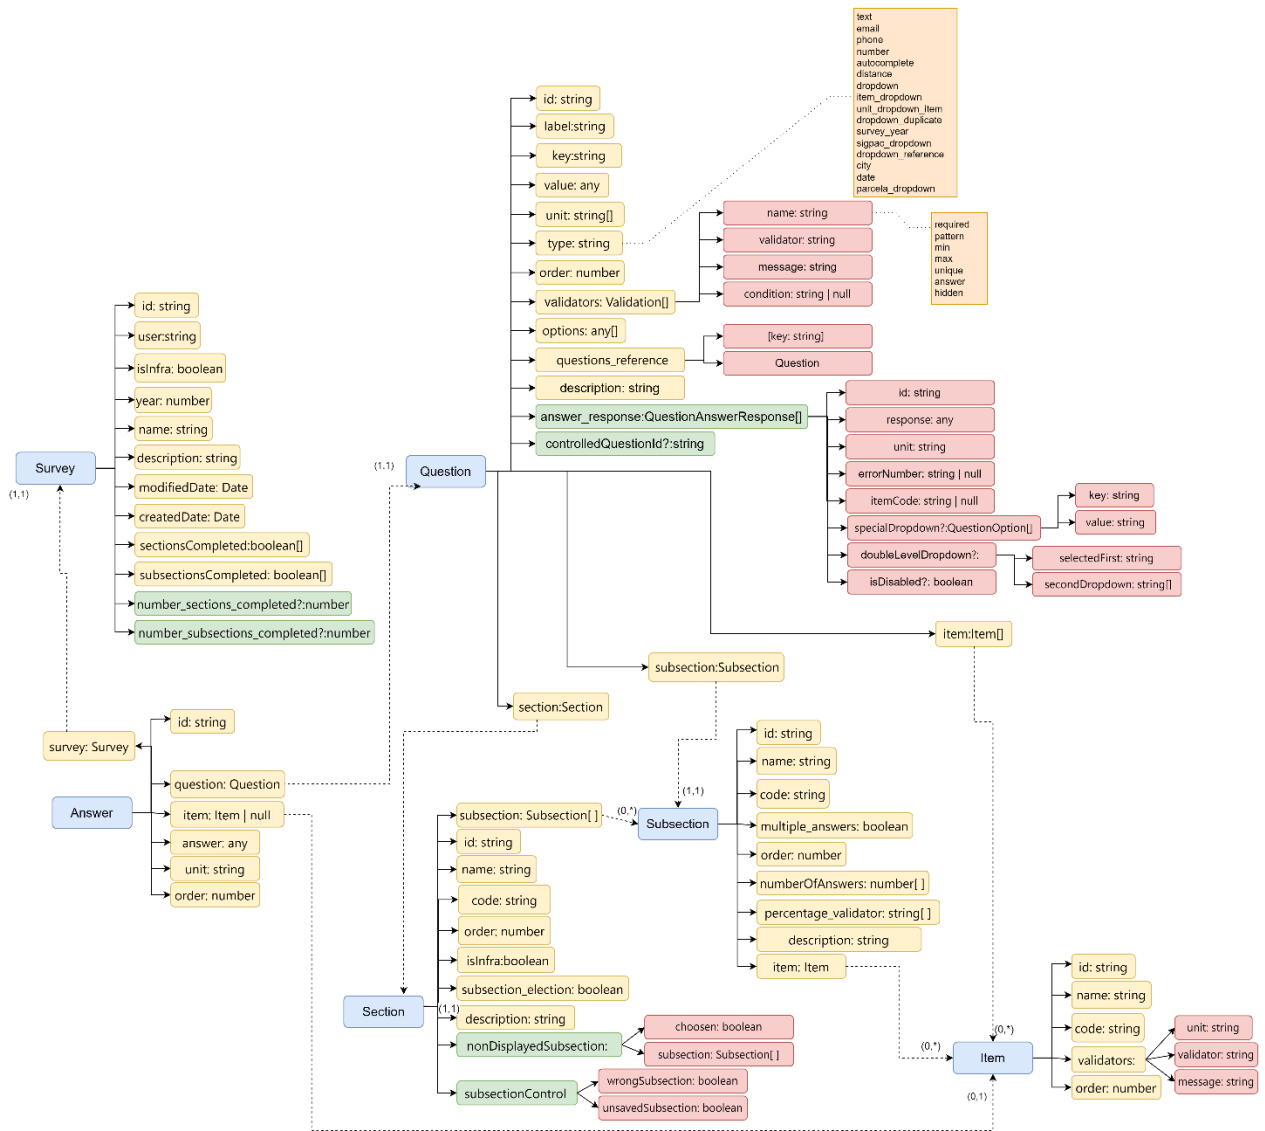 text
email
phone
number
autocomplete
distance
dropdown
item_dropdown
unit_dropdown_item
dropdown_duplicate
survey_year
sigpac_dropdown
dropdown_reference
city
date
parcela_dropdown
id: string
label:string
key:string
value: any
unit: string[]
type: string
order: number
validators: Validation[]
options: any[]
questions_reference
description: string
answer_response:QuestionAnswerResponse[]
controlledQuestionId?:string
name: string
validator: string
message: string
condition: string | null
required
pattern
min
max
unique
answer
hidden
[key: string]
Question
id: string
response: any
unit: string
errorNumber: string | null
itemCode: string | null
specialDropdown?:QuestionOption[]
doubleLevelDropdown?:
isDisabled?: boolean
key: string
value: string
selectedFirst: string
secondDropdown: string[]
Question
(1,1)
Survey
(1,1)
id: string
user:string
isInfra: boolean
year: number
name: string
description: string
modifiedDate: Date
createdDate: Date
sectionsCompleted:boolean[]
subsectionsCompleted: boolean[]
number_sections_completed?:number
number_subsections_completed?:number
item:Item[]
subsection:Subsection
section:Section
survey: Survey
Answer
id: string
question: Question
item: Item | null
answer: any
unit: string
order: number
Section
(1,1)
subsection: Subsection[ ]
id: string
name: string
code: string
order: number
isInfra:boolean
subsection_election: boolean
description: string
nonDisplayedSubsection:
subsectionControl
choosen: boolean
subsection: Subsection[ ]
wrongSubsection: boolean
unsavedSubsection: boolean
(0,*)
(1,1)
Subsection
id: string
name: string
code: string
multiple_answers: boolean
order: number
numberOfAnswers: number[ ]
percentage_validator: string[ ]
description: string
item: Item
(0,*)
(0,*)
(0,1)
Item
id: string
name: string
code: string
validators:
order: number
unit: string
validator: string
message: string